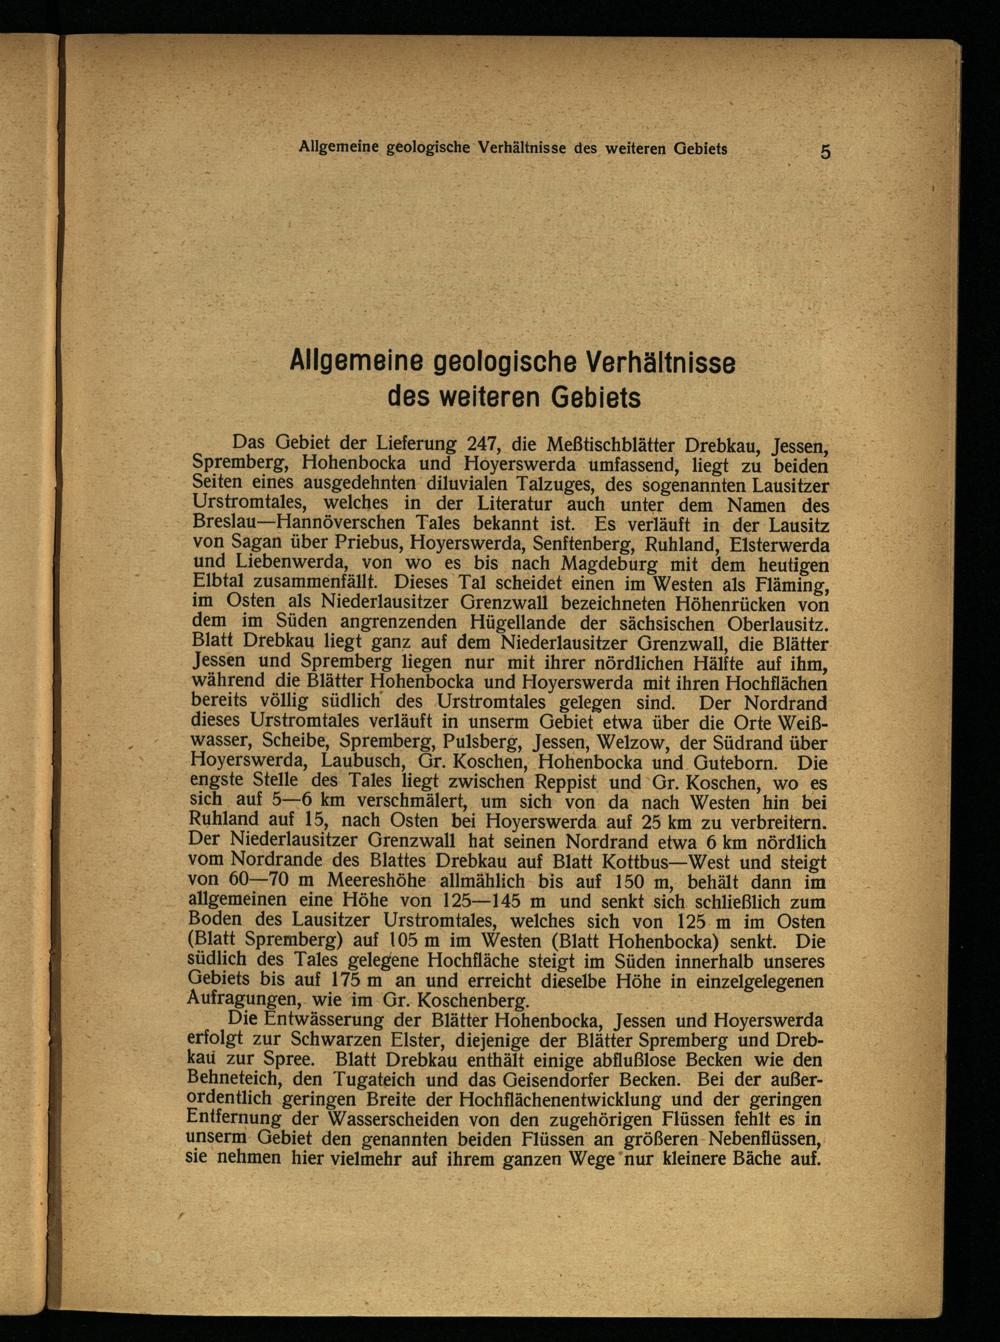 Allgemeine geologische Verhältnisse des weiteren Gebiets 5
Allgemeine geologische Verhältnisse
des weiteren Gebiets
Das Gebiet der Lieferung 247, die Meßtischblätter Drebkau, Jessen,
Spremberg, Hohenbocka und Hoyerswerda umfassend, liegt zu beiden
Seiten eines ausgedehnten diluvialen Talzuges, des sogenannten Lausitzer
Urstromtales, welches in der Literatur auch unter dem Namen des
Breslau—Hannöverschen Tales bekannt ist. Es verläuft in der Lausitz
von Sagan über Priebus, Hoyerswerda, Senftenberg, Ruhland, Elsterwerda
und Liebenwerda, von wo es bis nach Magdeburg mit dem heutigen
Elbtal zusammenfällt. Dieses Tal scheidet einen im Westen als Fläming,
im Osten als Niederlausitzer Grenzwall bezeichneten Höhenrücken von
dem im Süden angrenzenden Hügellande der sächsischen Oberlausitz.
Blatt Drebkau liegt ganz auf dem Niederlausitzer Grenzwall, die Blätter
Jessen und Spremberg liegen nur mit ihrer nördlichen Hälfte auf ihm,
während die Blätter Hohenbocka und Hoyerswerda mit ihren Hochflächen
bereits völlig südlich des Urstromtales gelegen sind. Der Nordrand
dieses Urstromtales verläuft in unserm Gebiet etwa über die Orte Weiß-
wasser, Scheibe, Spremberg, Pulsberg, Jessen, Welzow, der Südrand über
Hoyerswerda, Laubusch, Gr. Koschen, Hohenbocka und Guteborn. Die
engste Stelle des Tales liegt zwischen Reppist und Gr. Koschen, wo es
sich auf 5—6 km verschmälert, um sich von da nach Westen hin bei
Ruhland auf 15, nach Osten bei Hoyerswerda auf 25 km zu verbreitern.
Der Niederlausitzer Grenzwall hat seinen Nordrand etwa 6 km nördlich
vom Nordrande des Blattes Drebkau auf Blatt Kottbus—West und steigt
von 60—70 m Meereshöhe allmählich bis auf 150 m, behält dann im
allgemeinen eine Höhe von 125—145 m und senkt sich schließlich zum
Boden des Lausitzer Urstromtales, welches sich von 125 m im Osten
(Blatt Spremberg) auf 105 m im Westen (Blatt Hohenbocka) senkt. Die
südlich des Tales gelegene Hochfläche steigt im Süden innerhalb unseres
Gebiets bis auf 175 m an und erreicht dieselbe Höhe in einzelgelegenen
Aufragungen, wie im Gr. Koschenberg.
Die Entwässerung der Blätter Hohenbocka, Jessen und Hoyerswerda
erfolgt zur Schwarzen Elster, diejenige der Blätter Spremberg und Dreb-
kau zur Spree. Blatt Drebkau enthält einige abflußlose Becken wie den
Behneteich, den Tugateich und das Geisendorfer Becken. Bei der außer-
ordentlich geringen Breite der Hochflächenentwicklung und der geringen
Entfernung der Wasserscheiden von den zugehörigen Flüssen fehlt es in
unserm Gebiet den genannten beiden Flüssen an größeren Nebenflüssen,
sie nehmen hier vielmehr auf ihrem ganzen Wege nur kleinere Bäche auf.